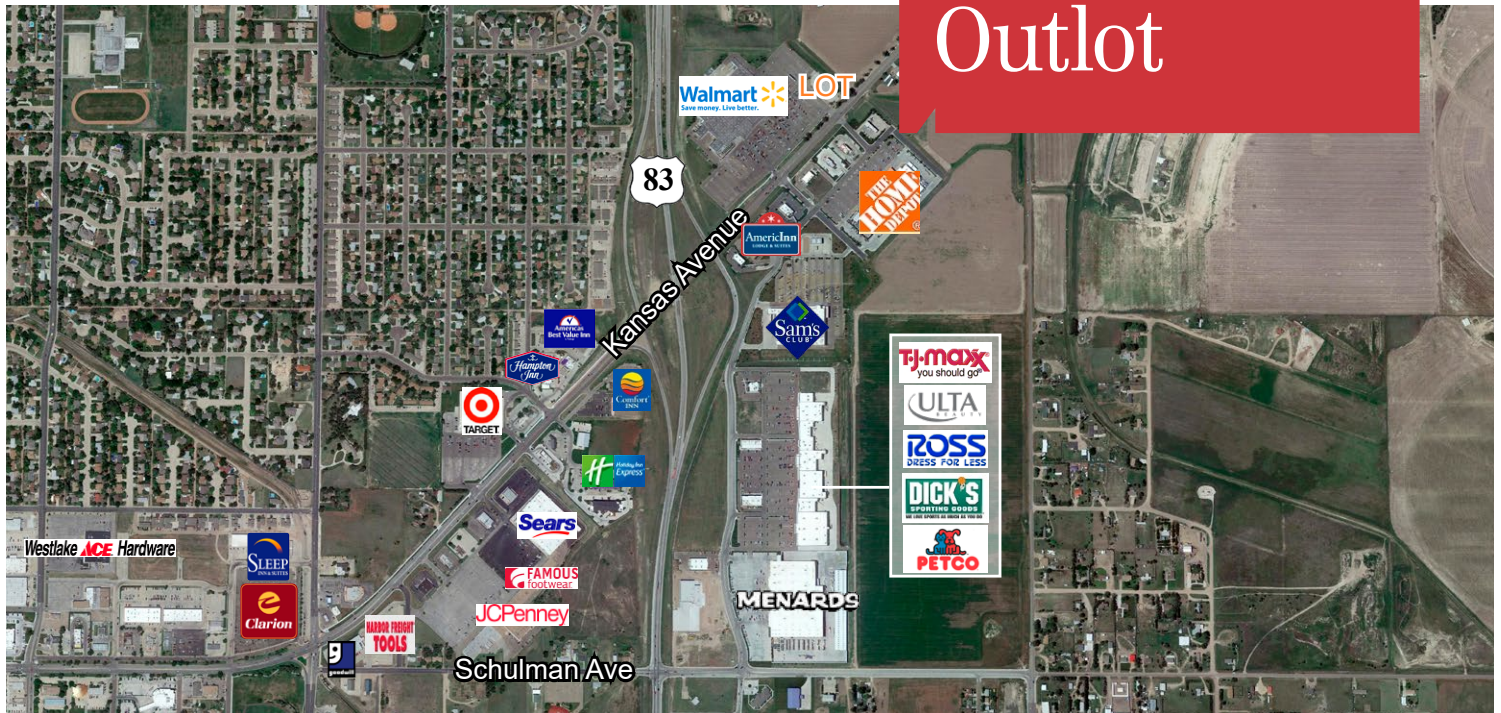 Outlot
Walmart
Save money. Live better.
LOT
83
THE
HOME
DEPOT
AmericInn
LODGE & SUITES
Kansas Avenue
Sam's
CLUB
Americas
Best Value Inn
Hampton
Inn
Comfort
INN
TARGET
T·J·maxx
you should go
ULTA
BEAUTY
ROSS
DRESS FOR LESS
DICK'S
SPORTING GOODS
PETCO
H Holiday Inn
Express
Sears
Westlake ACE Hardware
SLEEP
INN & SUITES
FAMOUS
footwear
Clarion
JCPenney
MENARDS
HARBOR FREIGHT
TOOLS
g
goodwill
Schulman Ave